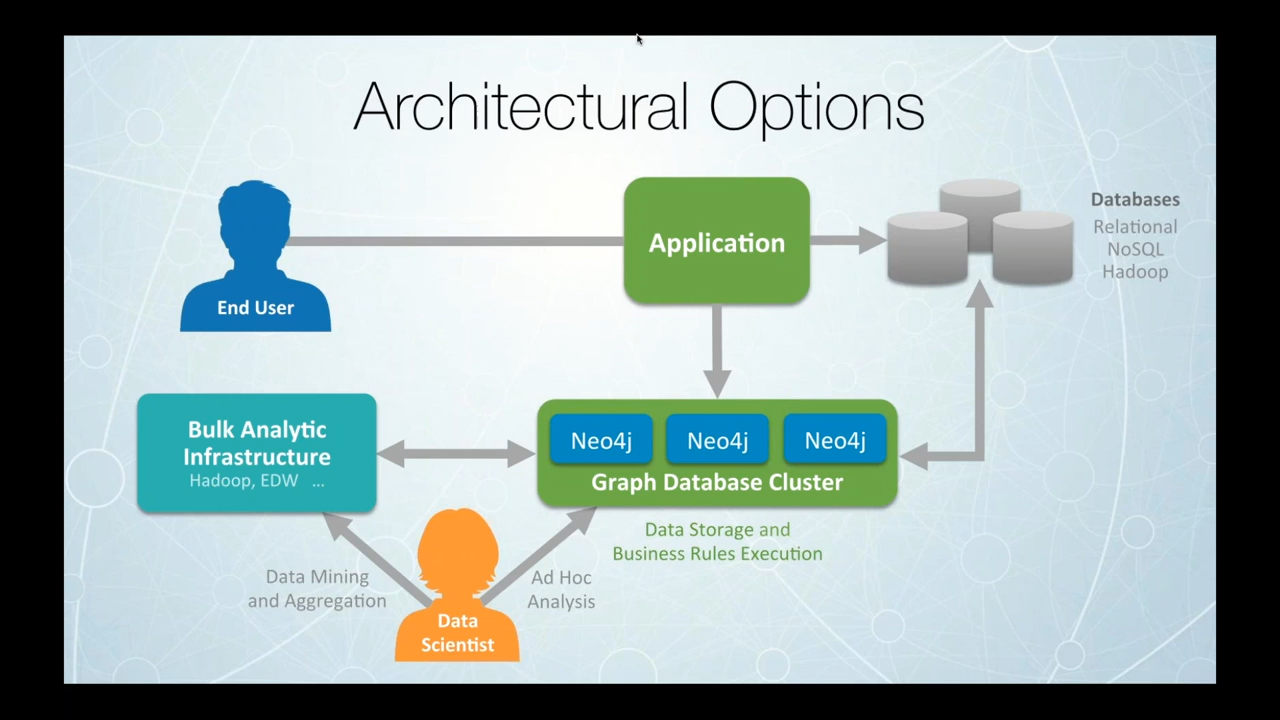 Architectural Options
End User
Application
Databases
Relational
NoSQL
Hadoop
Bulk Analytic
Infrastructure
Hadoop, EDW ...
Neo4j Neo4j Neo4j
Graph Database Cluster
Data Storage and
Business Rules Execution
Data Mining
and Aggregation
Ad Hoc
Analysis
Data
Scientist